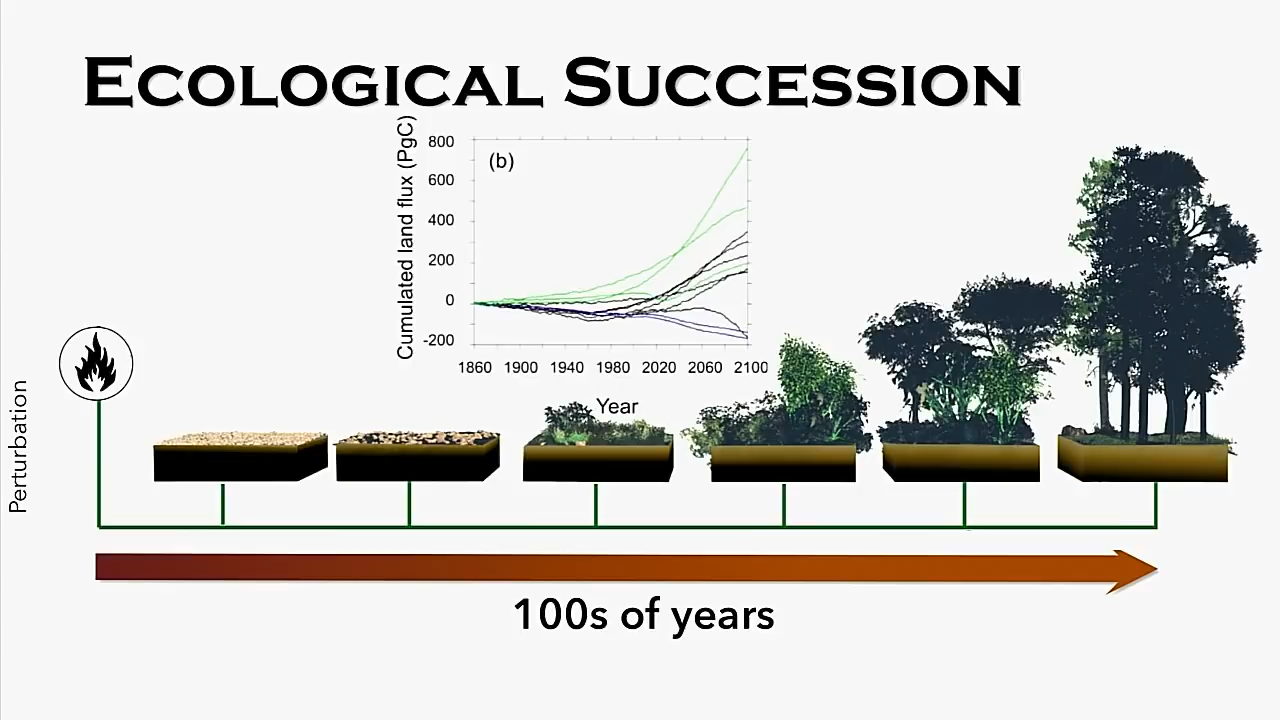 ECOLOGICAL SUCCESSION
Cumulated land flux (PgC)
(b)
800
600
400
200
0
-200
1860 1900 1940 1980 2020 2060 2100
Year
Perturbation
100s of years